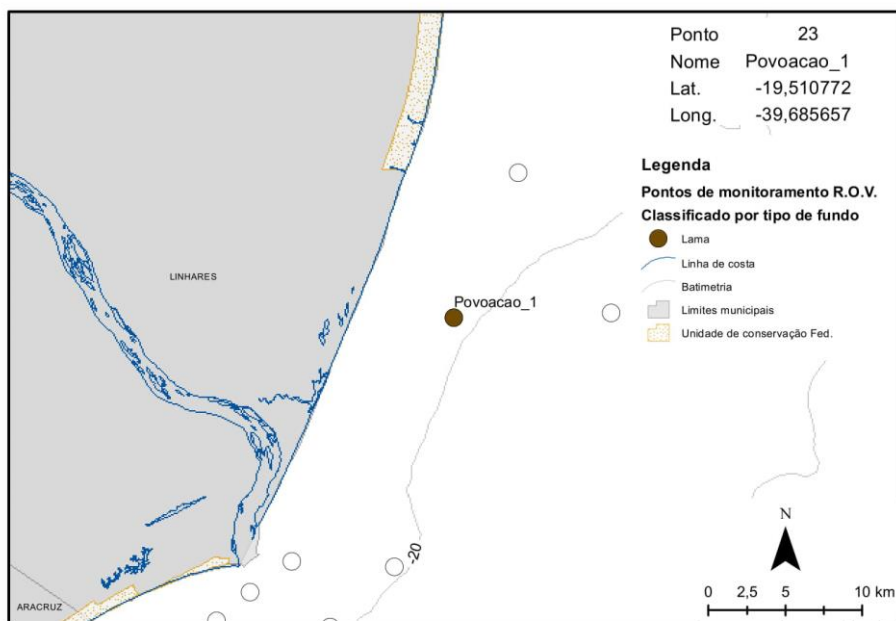 Ponto 23
Nome Povoacao_1
Lat. -19,510772
Long. -39,685657
Legenda
Pontos de monitoramento R.O.V.
Classificado por tipo de fundo
Lama
Linha de costa
Batimetria
Limites municipais
Unidade de conservação Fed.
LINHARES
Povoacao_1
-20
ARACRUZ
N
0 2,5 5 10 km